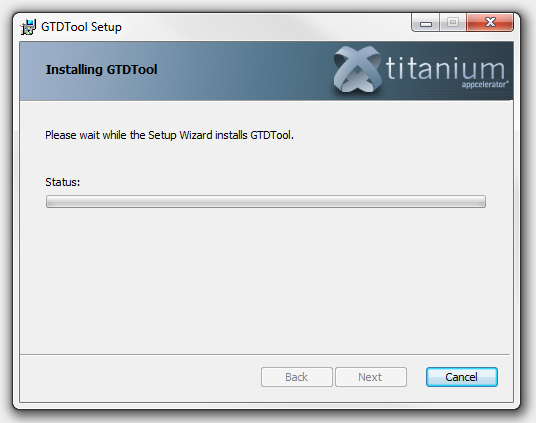 GTDTool Setup
Installing GTDTool
titanium
appcelerator®
Please wait while the Setup Wizard installs GTDTool.
Status:
Back
Next
Cancel